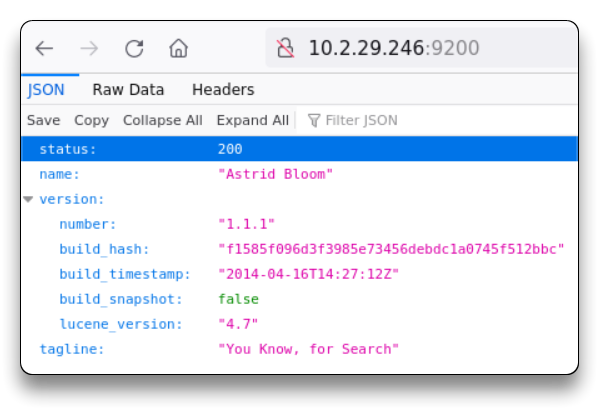 10.2.29.246:9200
JSON Raw Data Headers
Save Copy Collapse All Expand All Filter JSON
status: 200
name: "Astrid Bloom"
version:
number: "1.1.1"
build_hash: "f1585f096d3f3985e73456debdc1a0745f512bbc"
build_timestamp: "2014-04-16T14:27:12Z"
build_snapshot: false
lucene_version: "4.7"
tagline: "You Know, for Search"